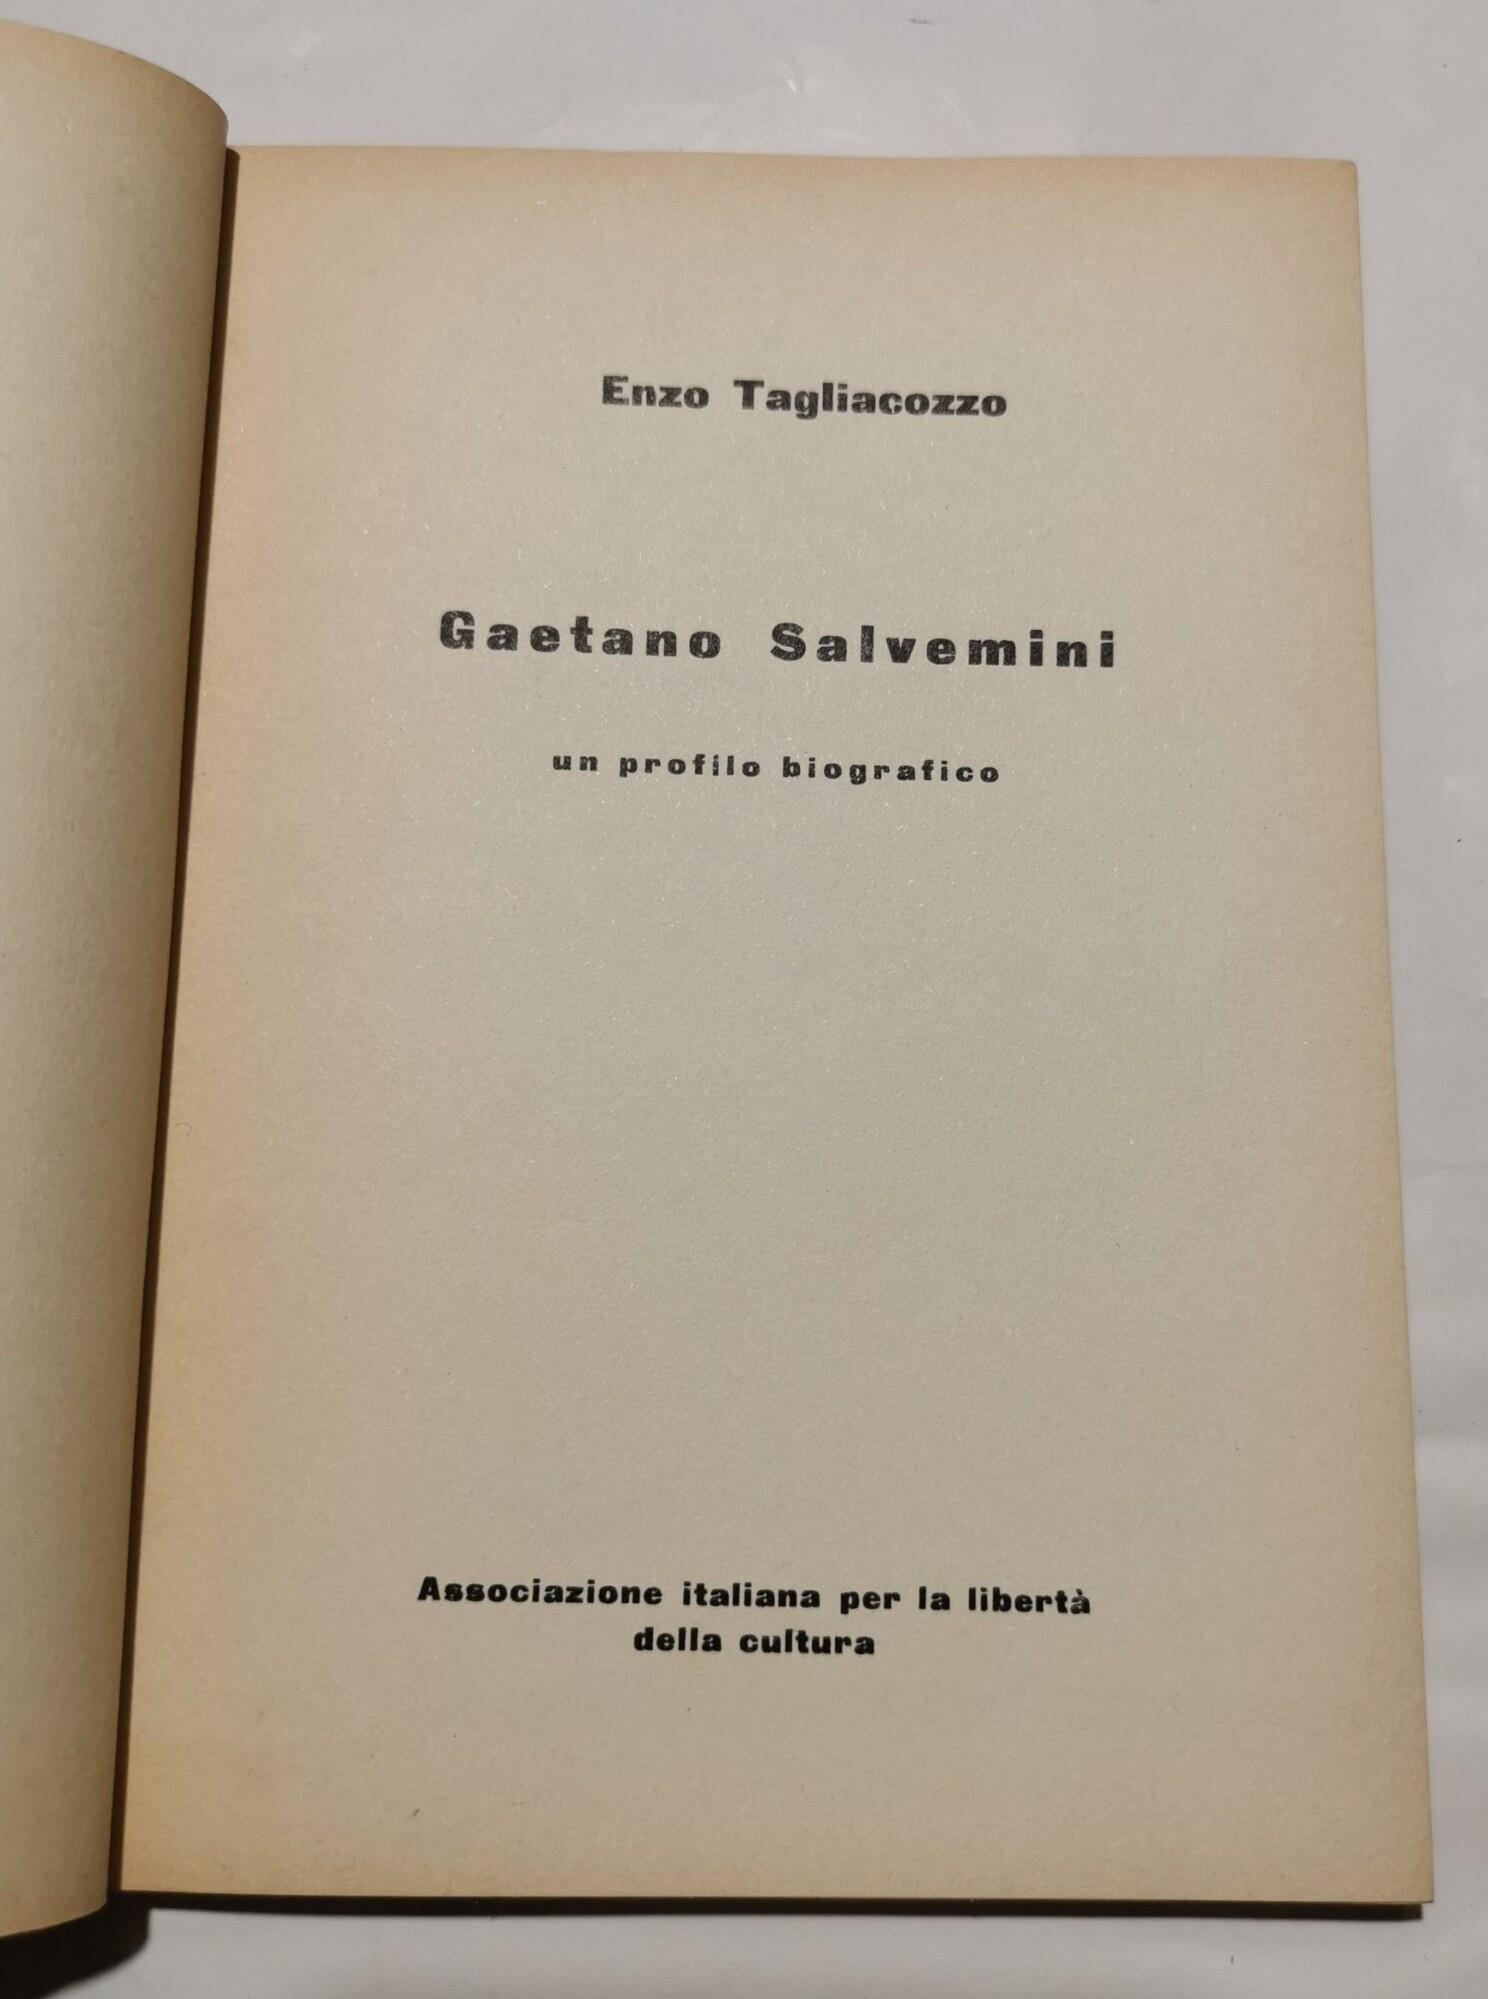 Enzo Tagliacozzo
Gaetano Salvemini
un profilo biografico
Associazione italiana per la libertà
della cultura